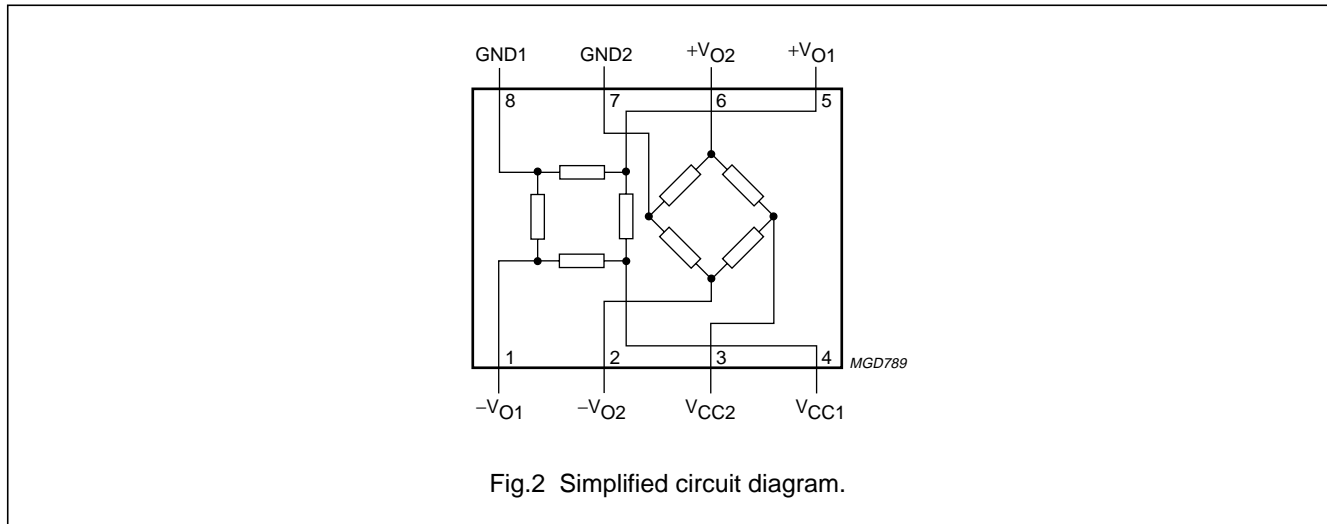 GND1 GND2 +VO2 +VO1
8 7 6 5
1 2 3 4
MGD789
−VO1 −VO2 VCC2 VCC1
Fig.2 Simplified circuit diagram.